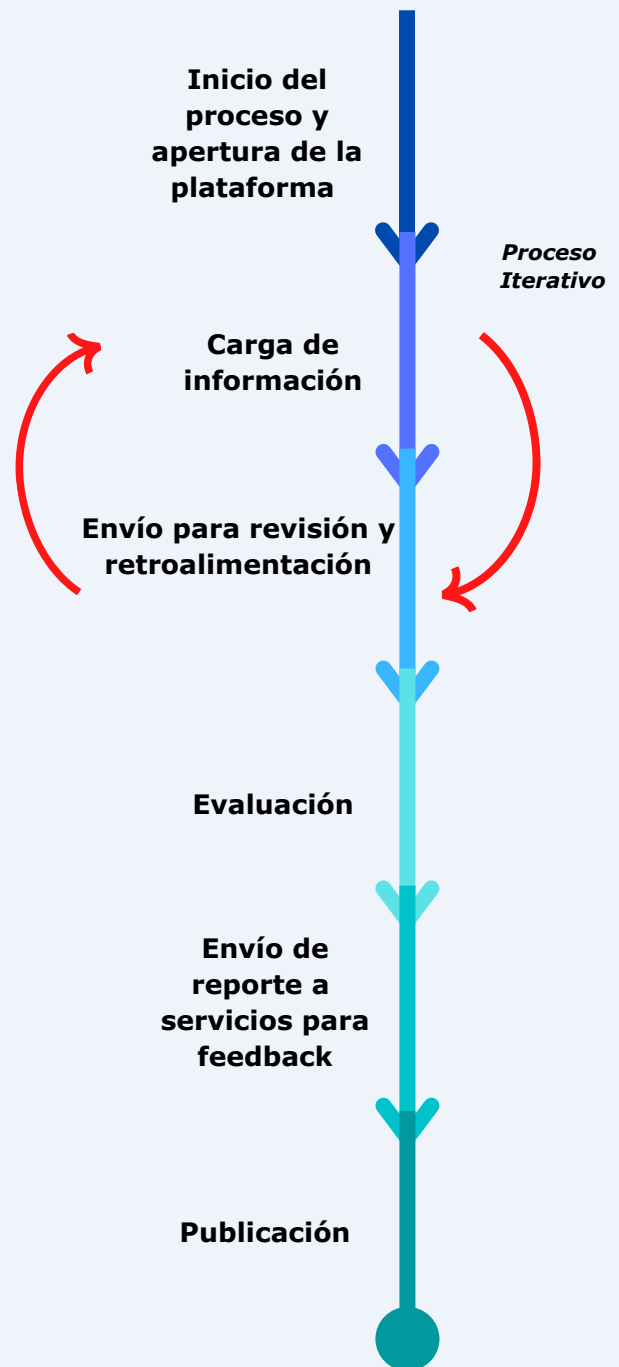 Inicio del
proceso y
apertura de la
plataforma
Proceso
Iterativo
Carga de
información
Envío para revisión y
retroalimentación
Evaluación
Envío de
reporte a
servicios para
feedback
Publicación